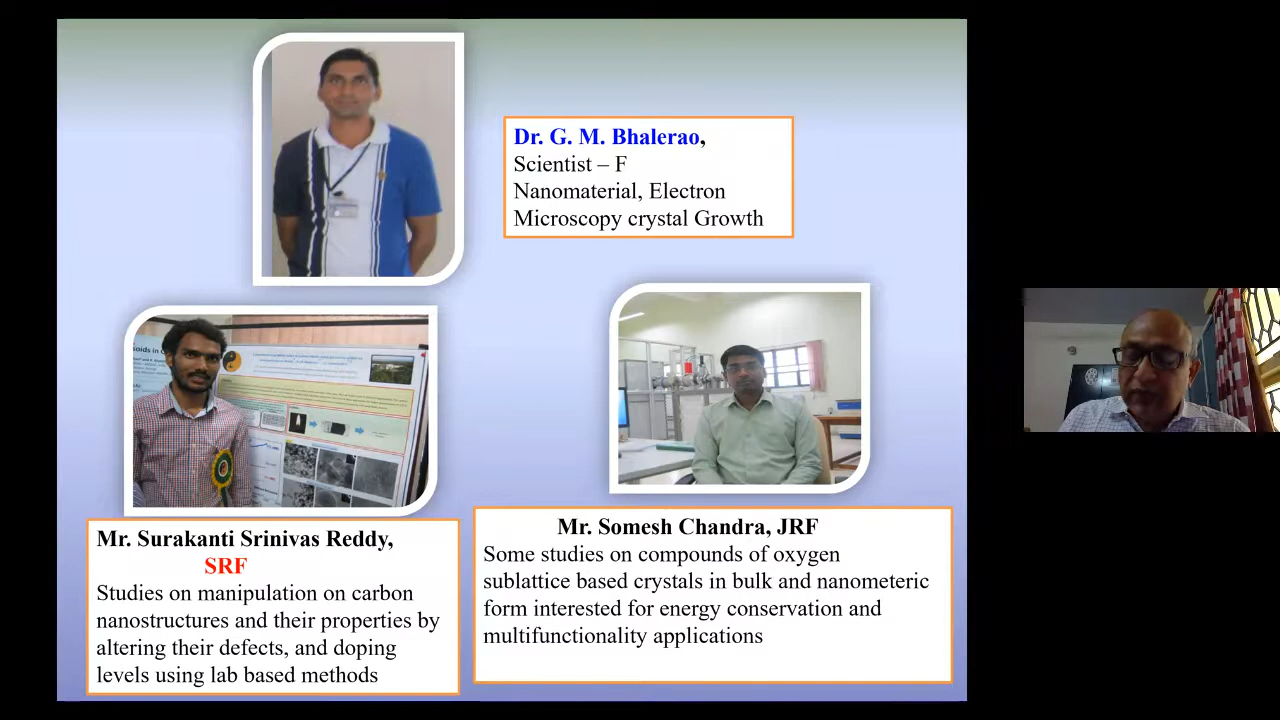 Dr. G. M. Bhalerao,
Scientist – F
Nanomaterial, Electron
Microscopy crystal Growth
Mr. Surakanti Srinivas Reddy,
SRF
Studies on manipulation on carbon
nanostructures and their properties by
altering their defects, and doping
levels using lab based methods
Mr. Somesh Chandra, JRF
Some studies on compounds of oxygen
sublattice based crystals in bulk and nanometeric
form interested for energy conservation and
multifunctionality applications